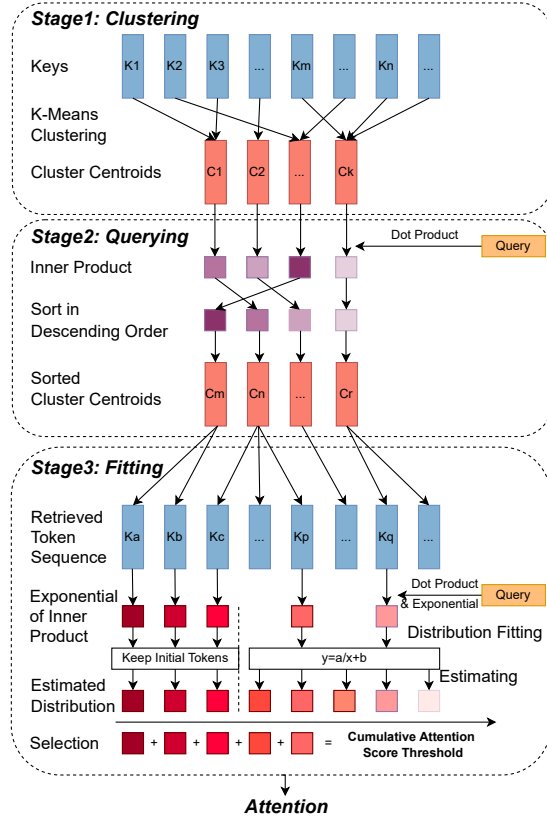 Stage1: Clustering
Keys
K1 K2 K3 ... Km ... Kn ...
K-Means
Clustering
Cluster Centroids
C1 C2 ... Ck
Stage2: Querying
Dot Product
Query
Inner Product
Sort in
Descending Order
Sorted
Cluster Centroids
Cm Cn ... Cr
Stage3: Fitting
Retrieved
Token
Sequence
Ka Kb Kc ... Kp ... Kq ...
Exponential
of Inner
Product
Dot Product
& Exponential
Query
Distribution Fitting
Keep Initial Tokens
y=a/x+b
Estimating
Estimated
Distribution
Selection
+ + + + =
Cumulative Attention
Score Threshold
Attention